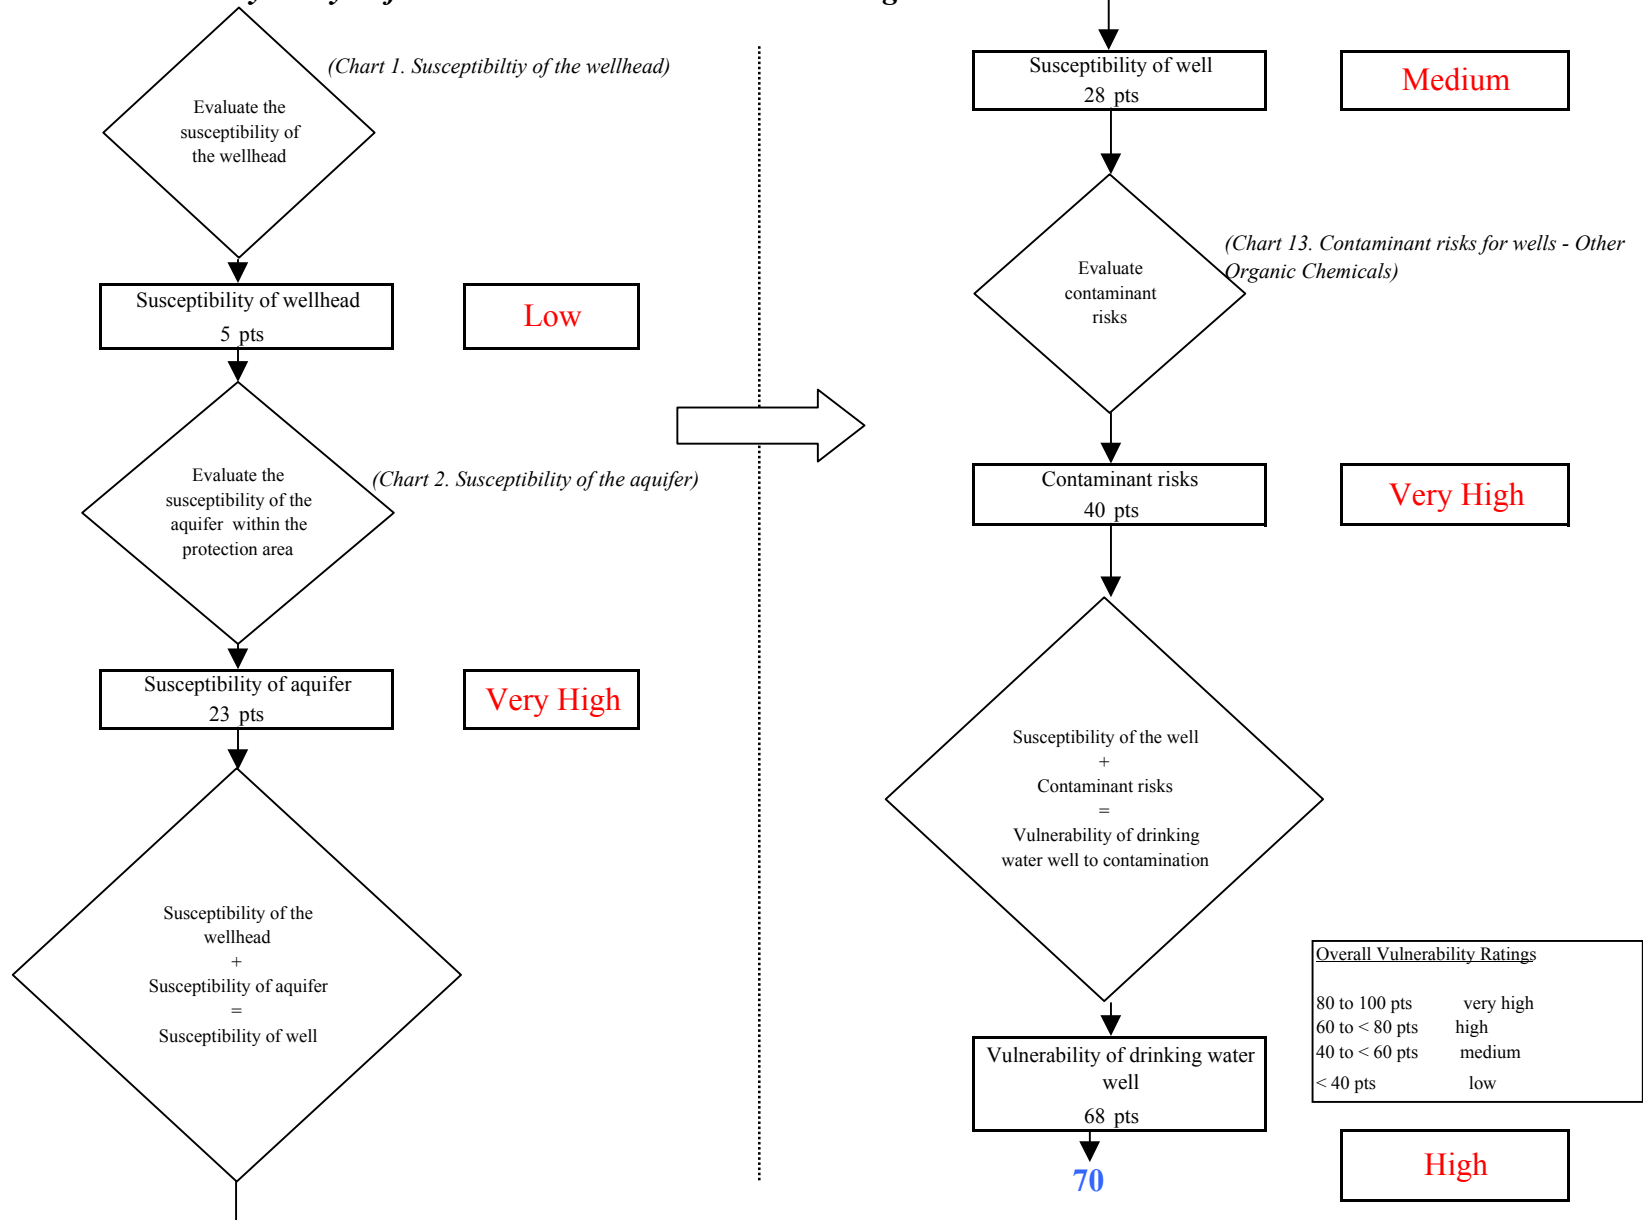 (Chart 1. Susceptibiltiy of the wellhead)
Evaluate the
susceptibility of
the wellhead
Susceptibility of wellhead
5 pts
Low
Evaluate the
susceptibility of the
aquifer within the
protection area
(Chart 2. Susceptibility of the aquifer)
Susceptibility of aquifer
23 pts
Very High
Susceptibility of the
wellhead
+
Susceptibility of aquifer
=
Susceptibility of well
Susceptibility of well
28 pts
Medium
(Chart 13. Contaminant risks for wells - Other
Organic Chemicals)
Evaluate
contaminant
risks
Contaminant risks
40 pts
Very High
Susceptibility of the well
+
Contaminant risks
=
Vulnerability of drinking
water well to contamination
Overall Vulnerability Ratings
80 to 100 pts very high
60 to < 80 pts high
40 to < 60 pts medium
< 40 pts low
Vulnerability of drinking water
well
68 pts
70
High